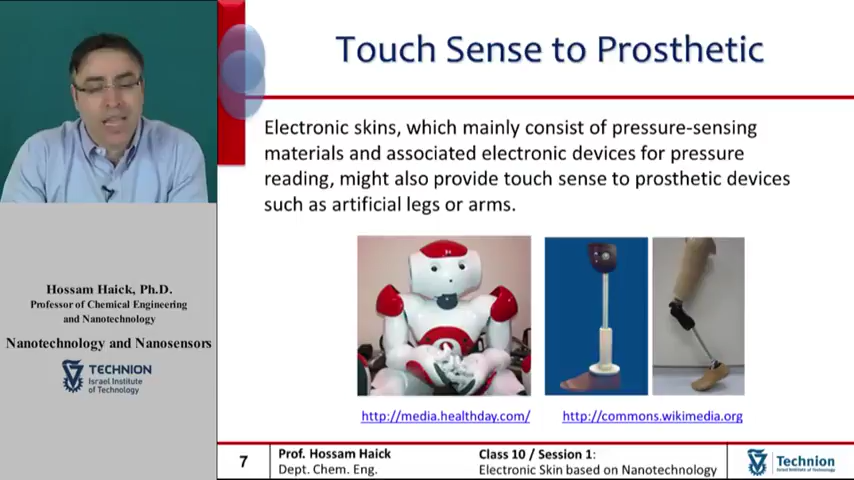 Touch Sense to Prosthetic
Electronic skins, which mainly consist of pressure-sensing
materials and associated electronic devices for pressure
reading, might also provide touch sense to prosthetic devices
such as artificial legs or arms.
http://media.healthday.com/
http://commons.wikimedia.org
Hossam Haick, Ph.D.
Professor of Chemical Engineering
and Nanotechnology
Nanotechnology and Nanosensors
TECHNION
Israel Institute
of Technology
7
Prof. Hossam Haick
Dept. Chem. Eng.
Class 10 / Session 1:
Electronic Skin based on Nanotechnology
Technion
Israel Institute of Technology